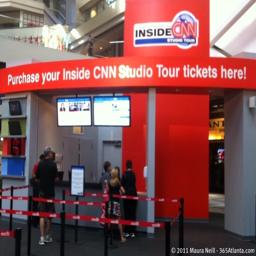 INSIDE CNN
STUDIO TOUR
Purchase your Inside CNN Studio Tour tickets here!
© 2011 Maura Neill - 365Atlanta.com